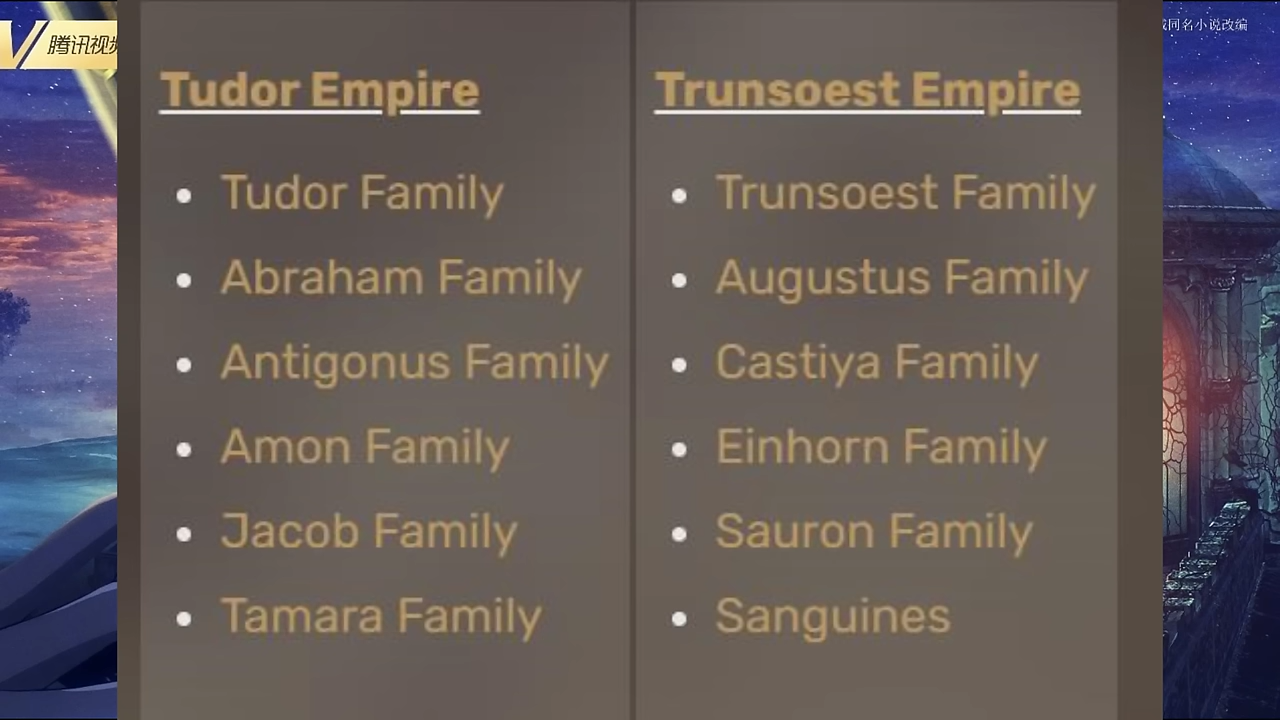 腾讯视频
同名小说改编
Tudor Empire
Tudor Family
Abraham Family
Antigonus Family
Amon Family
Jacob Family
Tamara Family
Trunsoest Empire
Trunsoest Family
Augustus Family
Castiya Family
Einhorn Family
Sauron Family
Sanguines